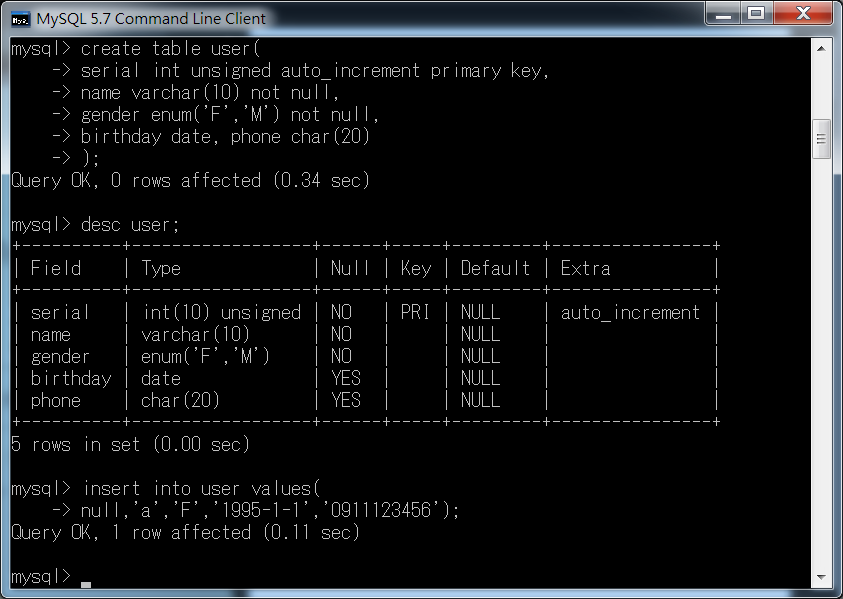 MySQL 5.7 Command Line Client
mysql> create table user(
    -> serial int unsigned auto_increment primary key,
    -> name varchar(10) not null,
    -> gender enum('F','M') not null,
    -> birthday date, phone char(20)
    -> );
Query OK, 0 rows affected (0.34 sec)
mysql> desc user;
+----------+------------------+------+-----+---------+----------------+
| Field    | Type             | Null | Key | Default | Extra          |
+----------+------------------+------+-----+---------+----------------+
| serial   | int(10) unsigned | NO   | PRI | NULL    | auto_increment |
| name     | varchar(10)      | NO   |     | NULL    |                |
| gender   | enum('F','M')    | NO   |     | NULL    |                |
| birthday | date             | YES  |     | NULL    |                |
| phone    | char(20)         | YES  |     | NULL    |                |
+----------+------------------+------+-----+---------+----------------+
5 rows in set (0.00 sec)
mysql> insert into user values(
    -> null,'a','F','1995-1-1','0911123456');
Query OK, 1 row affected (0.11 sec)
mysql> _